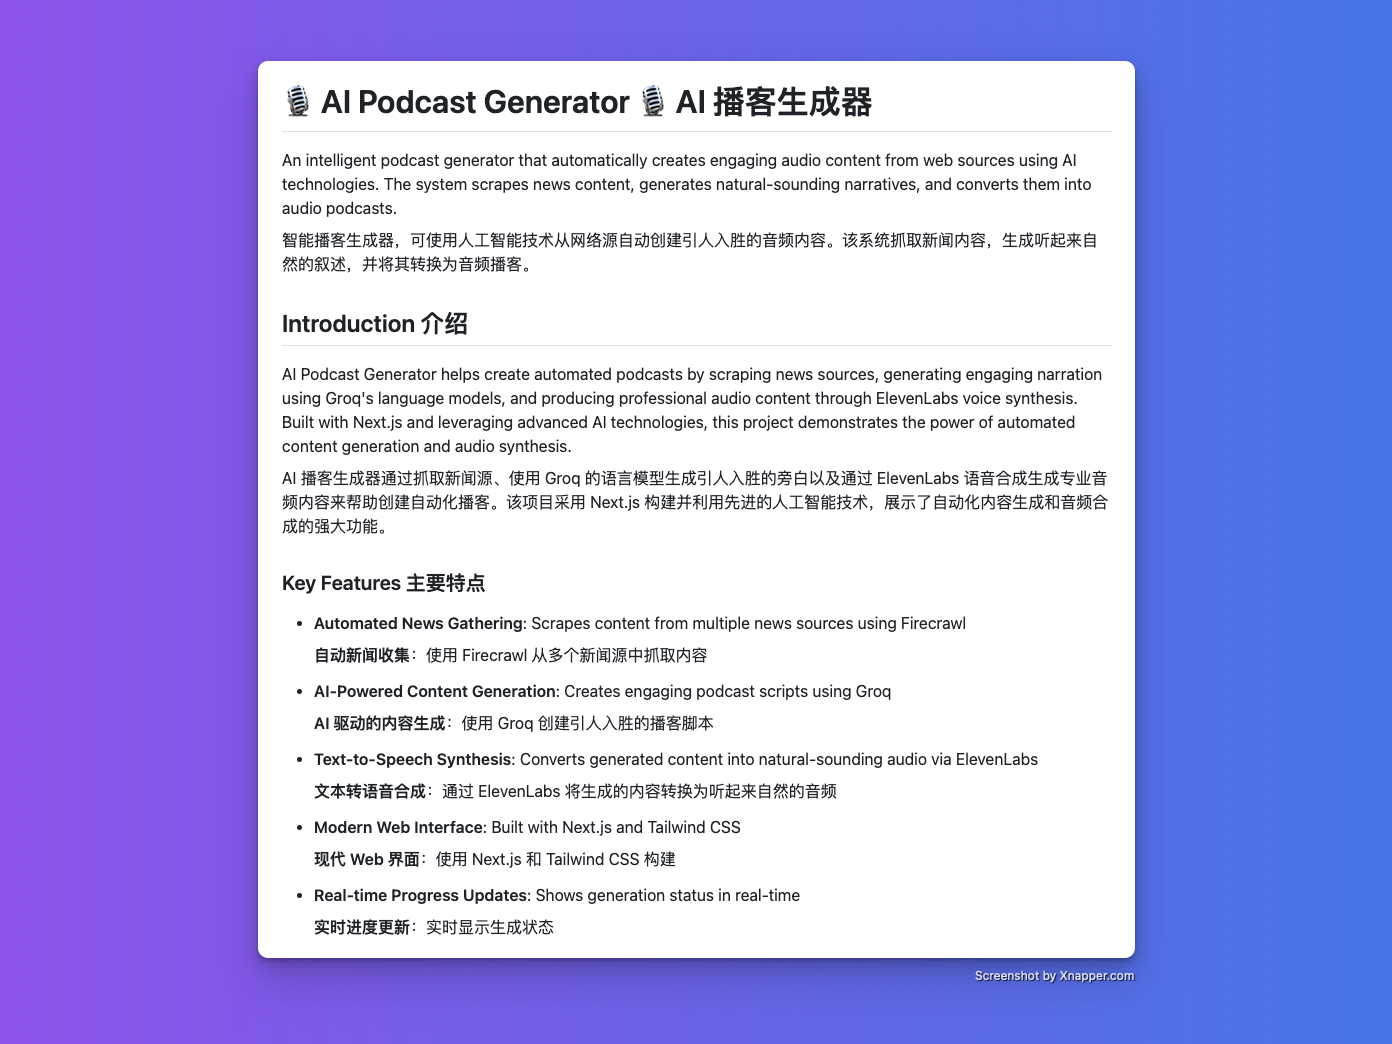 🎙️ AI Podcast Generator 🎙️ AI 播客生成器
An intelligent podcast generator that automatically creates engaging audio content from web sources using AI
technologies. The system scrapes news content, generates natural-sounding narratives, and converts them into
audio podcasts.
智能播客生成器，可使用人工智能技术从网络源自动创建引人入胜的音频内容。该系统抓取新闻内容，生成听起来自
然的叙述，并将其转换为音频播客。
Introduction 介绍
AI Podcast Generator helps create automated podcasts by scraping news sources, generating engaging narration
using Groq's language models, and producing professional audio content through ElevenLabs voice synthesis.
Built with Next.js and leveraging advanced AI technologies, this project demonstrates the power of automated
content generation and audio synthesis.
AI 播客生成器通过抓取新闻源、使用 Groq 的语言模型生成引人入胜的旁白以及通过 ElevenLabs 语音合成生成专业音
频内容来帮助创建自动化播客。该项目采用 Next.js 构建并利用先进的人工智能技术，展示了自动化内容生成和音频合
成的强大功能。
Key Features 主要特点
• Automated News Gathering: Scrapes content from multiple news sources using Firecrawl
自动新闻收集：使用 Firecrawl 从多个新闻源中抓取内容
• AI-Powered Content Generation: Creates engaging podcast scripts using Groq
AI 驱动的内容生成：使用 Groq 创建引人入胜的播客脚本
• Text-to-Speech Synthesis: Converts generated content into natural-sounding audio via ElevenLabs
文本转语音合成：通过 ElevenLabs 将生成的内容转换为听起来自然的音频
• Modern Web Interface: Built with Next.js and Tailwind CSS
现代 Web 界面：使用 Next.js 和 Tailwind CSS 构建
• Real-time Progress Updates: Shows generation status in real-time
实时进度更新：实时显示生成状态
Screenshot by Xnapper.com